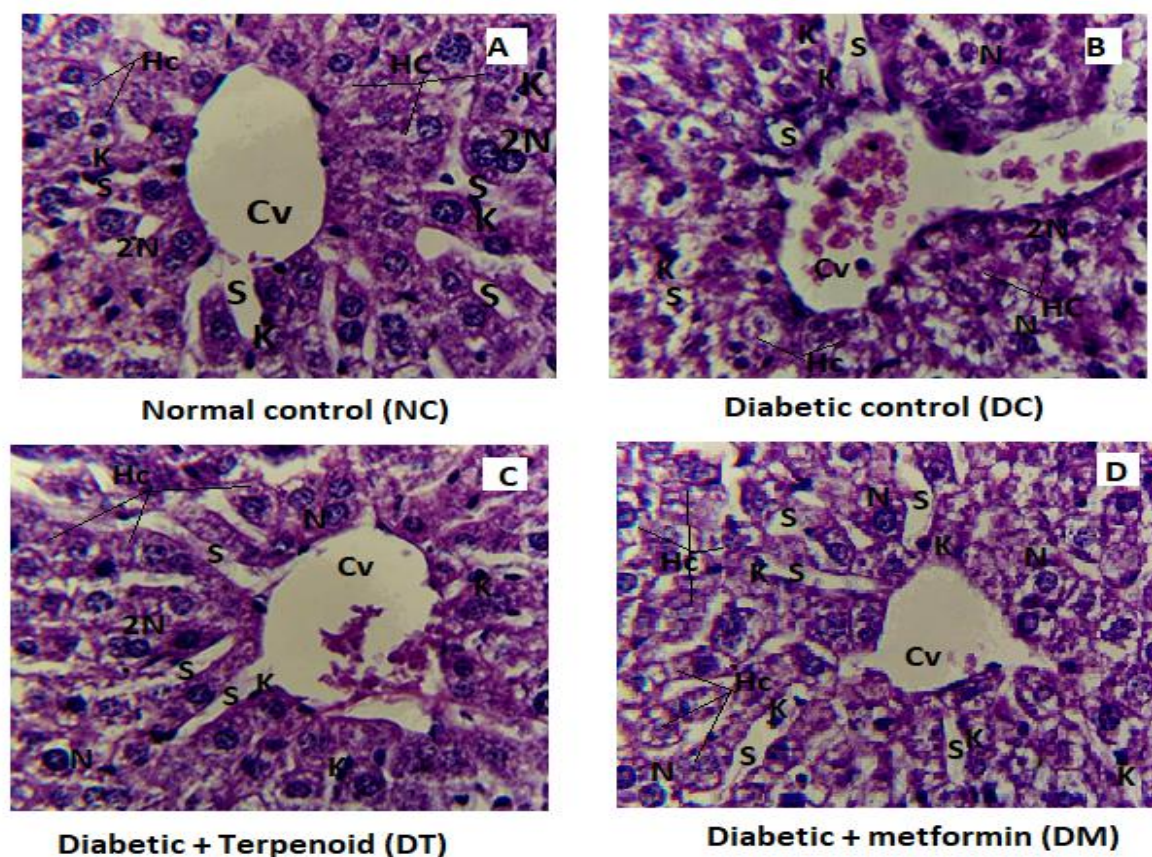 A
Hc
HC
K
2N
K
S
S
K
Cv
2N
S
S
K
Normal control (NC)
B
K
S
N
K
S
2N
K
Cv
S
HC
N
Hc
Diabetic control (DC)
C
Hc
N
S
Cv
K
2N
S
S
K
N
K
Diabetic + Terpenoid (DT)
D
N
S
S
K
Hc
K
S
N
Cv
Hc
K
S
S
K
N
K
Diabetic + metformin (DM)